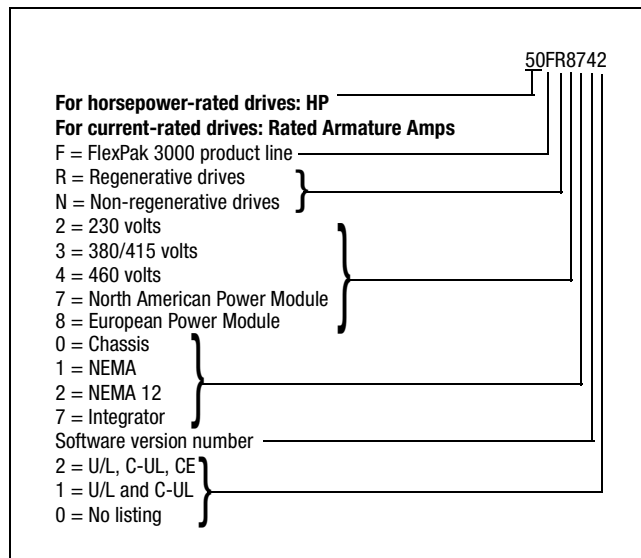 50FR8742
For horsepower-rated drives: HP
For current-rated drives: Rated Armature Amps
F = FlexPak 3000 product line
R = Regenerative drives
N = Non-regenerative drives
2 = 230 volts
3 = 380/415 volts
4 = 460 volts
7 = North American Power Module
8 = European Power Module
0 = Chassis
1 = NEMA
2 = NEMA 12
7 = Integrator
Software version number
2 = U/L, C-UL, CE
1 = U/L and C-UL
0 = No listing